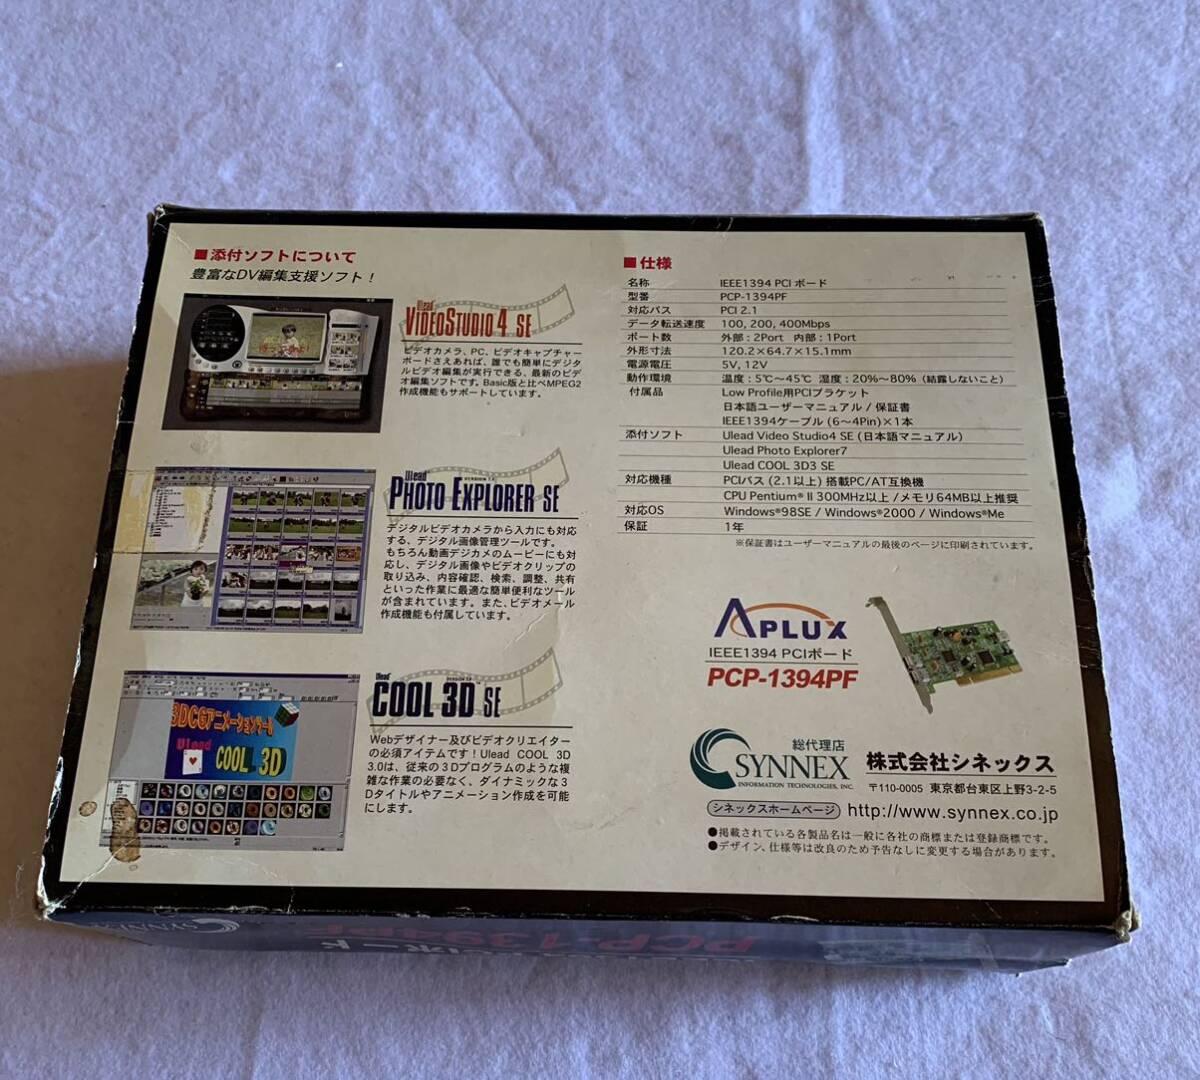 ■添付ソフトについて
豊富なDV編集支援ソフト！
Ulead
VIDEOSTUDIO 4 SE
ビデオカメラ、PC、ビデオキャプチャー
ボードさえあれば、誰でも簡単にデジタ
ルビデオ編集が実行できる、最新のビデ
オ編集ソフトです。Basic版と比べMPEG2
作成機能もサポートしています。
Ulead
PHOTO EXPLORER SE
デジタルビデオカメラから入力にも対応
する、デジタル画像管理ツールです。
もちろん動画デジカメのムービーにも対
応し、デジタル画像やビデオクリップの
取り込み、内容確認、検索、調整、共有
といった作業に最適な簡単便利なツール
が含まれています。また、ビデオメール
作成機能も付属しています。
3DCGアニメーションツール
Ulead
COOL 3D
Ulead
COOL 3D SE
Webデザイナー及びビデオクリエイター
の必須アイテムです！Ulead COOL 3D
3.0は、従来の３Dプログラムのような複
雑な作業の必要なく、ダイナミックな３
Dタイトルやアニメーション作成を可能
にします。
■仕様
名称 IEEE1394 PCI ボード
型番 PCP-1394PF
対応バス PCI 2.1
データ転送速度 100, 200, 400Mbps
ポート数 外部：2Port 内部：1Port
外形寸法 120.2×64.7×15.1mm
電源電圧 5V, 12V
動作環境 温度：5℃～45℃ 湿度：20%～80%（結露しないこと）
付属品 Low Profile用PCIブラケット
日本語ユーザーマニュアル / 保証書
IEEE1394ケーブル (6～4Pin)×1本
添付ソフト Ulead Video Studio4 SE (日本語マニュアル)
Ulead Photo Explorer7
Ulead COOL 3D3 SE
対応機種 PCIバス (2.1以上) 搭載PC/AT互換機
CPU Pentium® II 300MHz以上 /メモリ64MB以上推奨
対応OS Windows®98SE / Windows®2000 / Windows®Me
保証 1年
※保証書はユーザーマニュアルの最後のページに印刷されています。
APLUX
IEEE1394 PCIボード
PCP-1394PF
SYNNEX
INFORMATION TECHNOLOGIES, INC.
総代理店
株式会社シネックス
〒110-0005 東京都台東区上野3-2-5
シネックスホームページ http://www.synnex.co.jp
●掲載されている各製品名は一般に各社の商標または登録商標です。
●デザイン、仕様等は改良のため予告なしに変更する場合があります。
SYNNEX
PCP-1394PF